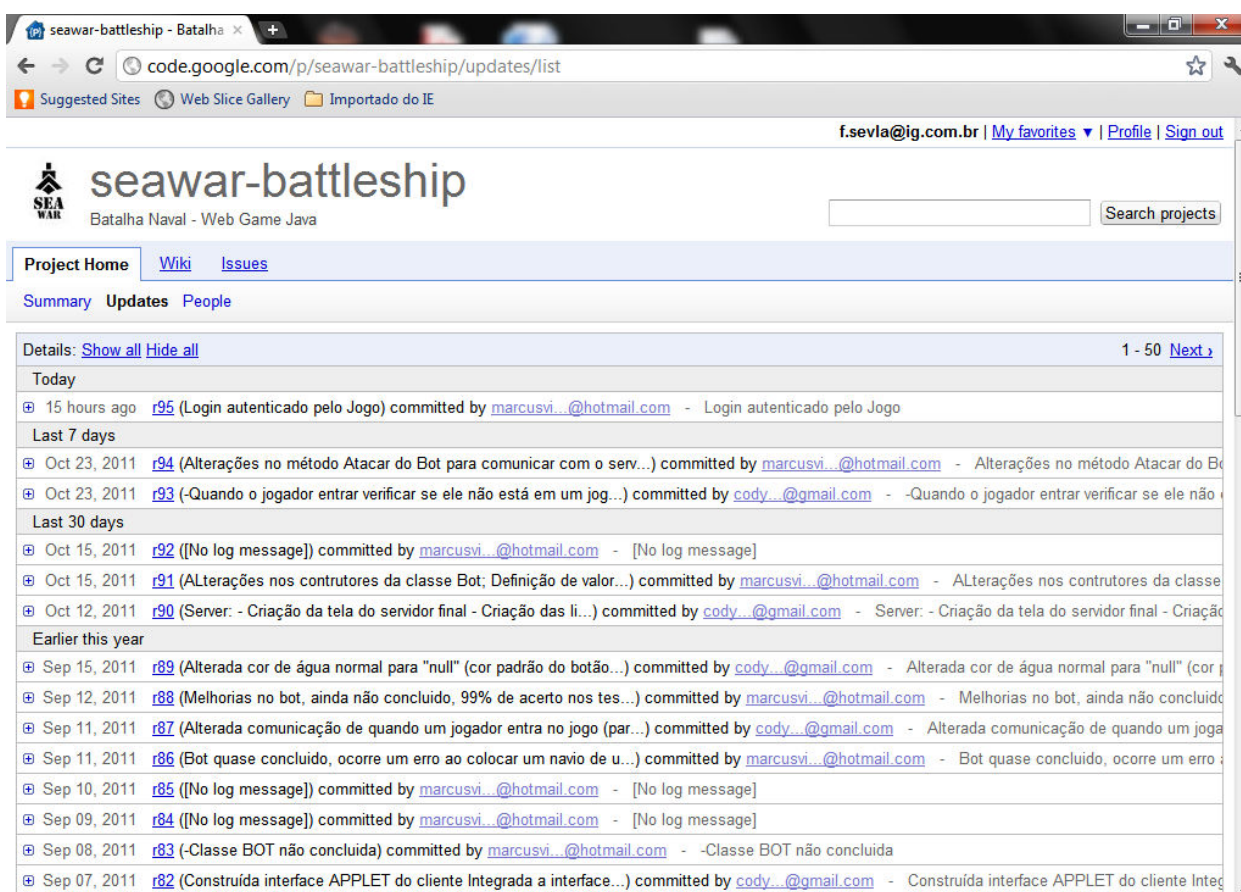 seawar-battleship - Batalha
code.google.com/p/seawar-battleship/updates/list
Suggested Sites Web Slice Gallery Importado do IE
f.sevla@ig.com.br | My favorites ▼ | Profile | Sign out
SEA WAR
seawar-battleship
Batalha Naval - Web Game Java
Search projects
Project Home Wiki Issues
Summary Updates People
Details: Show all Hide all 1 - 50 Next ›
Today
15 hours ago r95 (Login autenticado pelo Jogo) committed by marcusvi...@hotmail.com - Login autenticado pelo Jogo
Last 7 days
Oct 23, 2011 r94 (Alterações no método Atacar do Bot para comunicar com o serv...) committed by marcusvi...@hotmail.com - Alterações no método Atacar do Bo
Oct 23, 2011 r93 (-Quando o jogador entrar verificar se ele não está em um jog...) committed by cody...@gmail.com - -Quando o jogador entrar verificar se ele não
Last 30 days
Oct 15, 2011 r92 ([No log message]) committed by marcusvi...@hotmail.com - [No log message]
Oct 15, 2011 r91 (ALterações nos contrutores da classe Bot; Definição de valor...) committed by marcusvi...@hotmail.com - ALterações nos contrutores da classe
Oct 12, 2011 r90 (Server: - Criação da tela do servidor final - Criação das li...) committed by cody...@gmail.com - Server: - Criação da tela do servidor final - Criaçã
Earlier this year
Sep 15, 2011 r89 (Alterada cor de água normal para "null" (cor padrão do botão...) committed by cody...@gmail.com - Alterada cor de água normal para "null" (cor
Sep 12, 2011 r88 (Melhorias no bot, ainda não concluido, 99% de acerto nos tes...) committed by marcusvi...@hotmail.com - Melhorias no bot, ainda não concluido
Sep 11, 2011 r87 (Alterada comunicação de quando um jogador entra no jogo (par...) committed by cody...@gmail.com - Alterada comunicação de quando um joga
Sep 11, 2011 r86 (Bot quase concluido, ocorre um erro ao colocar um navio de u...) committed by marcusvi...@hotmail.com - Bot quase concluido, ocorre um erro
Sep 10, 2011 r85 ([No log message]) committed by marcusvi...@hotmail.com - [No log message]
Sep 09, 2011 r84 ([No log message]) committed by marcusvi...@hotmail.com - [No log message]
Sep 08, 2011 r83 (-Classe BOT não concluida) committed by marcusvi...@hotmail.com - -Classe BOT não concluida
Sep 07, 2011 r82 (Construída interface APPLET do cliente Integrada a interface...) committed by cody...@gmail.com - Construída interface APPLET do cliente Integ